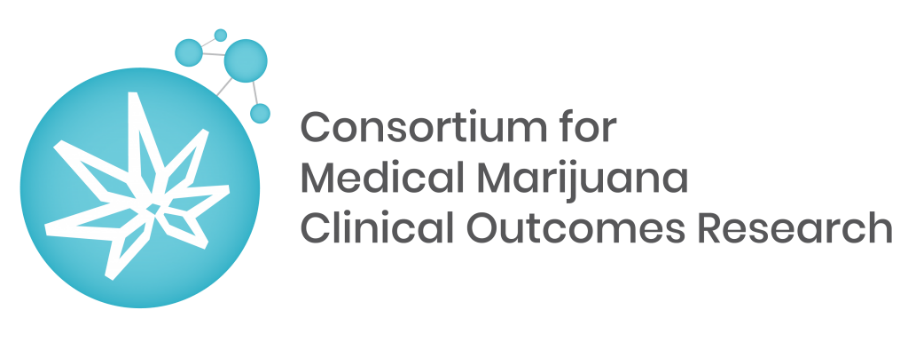 Consortium for
Medical Marijuana
Clinical Outcomes Research